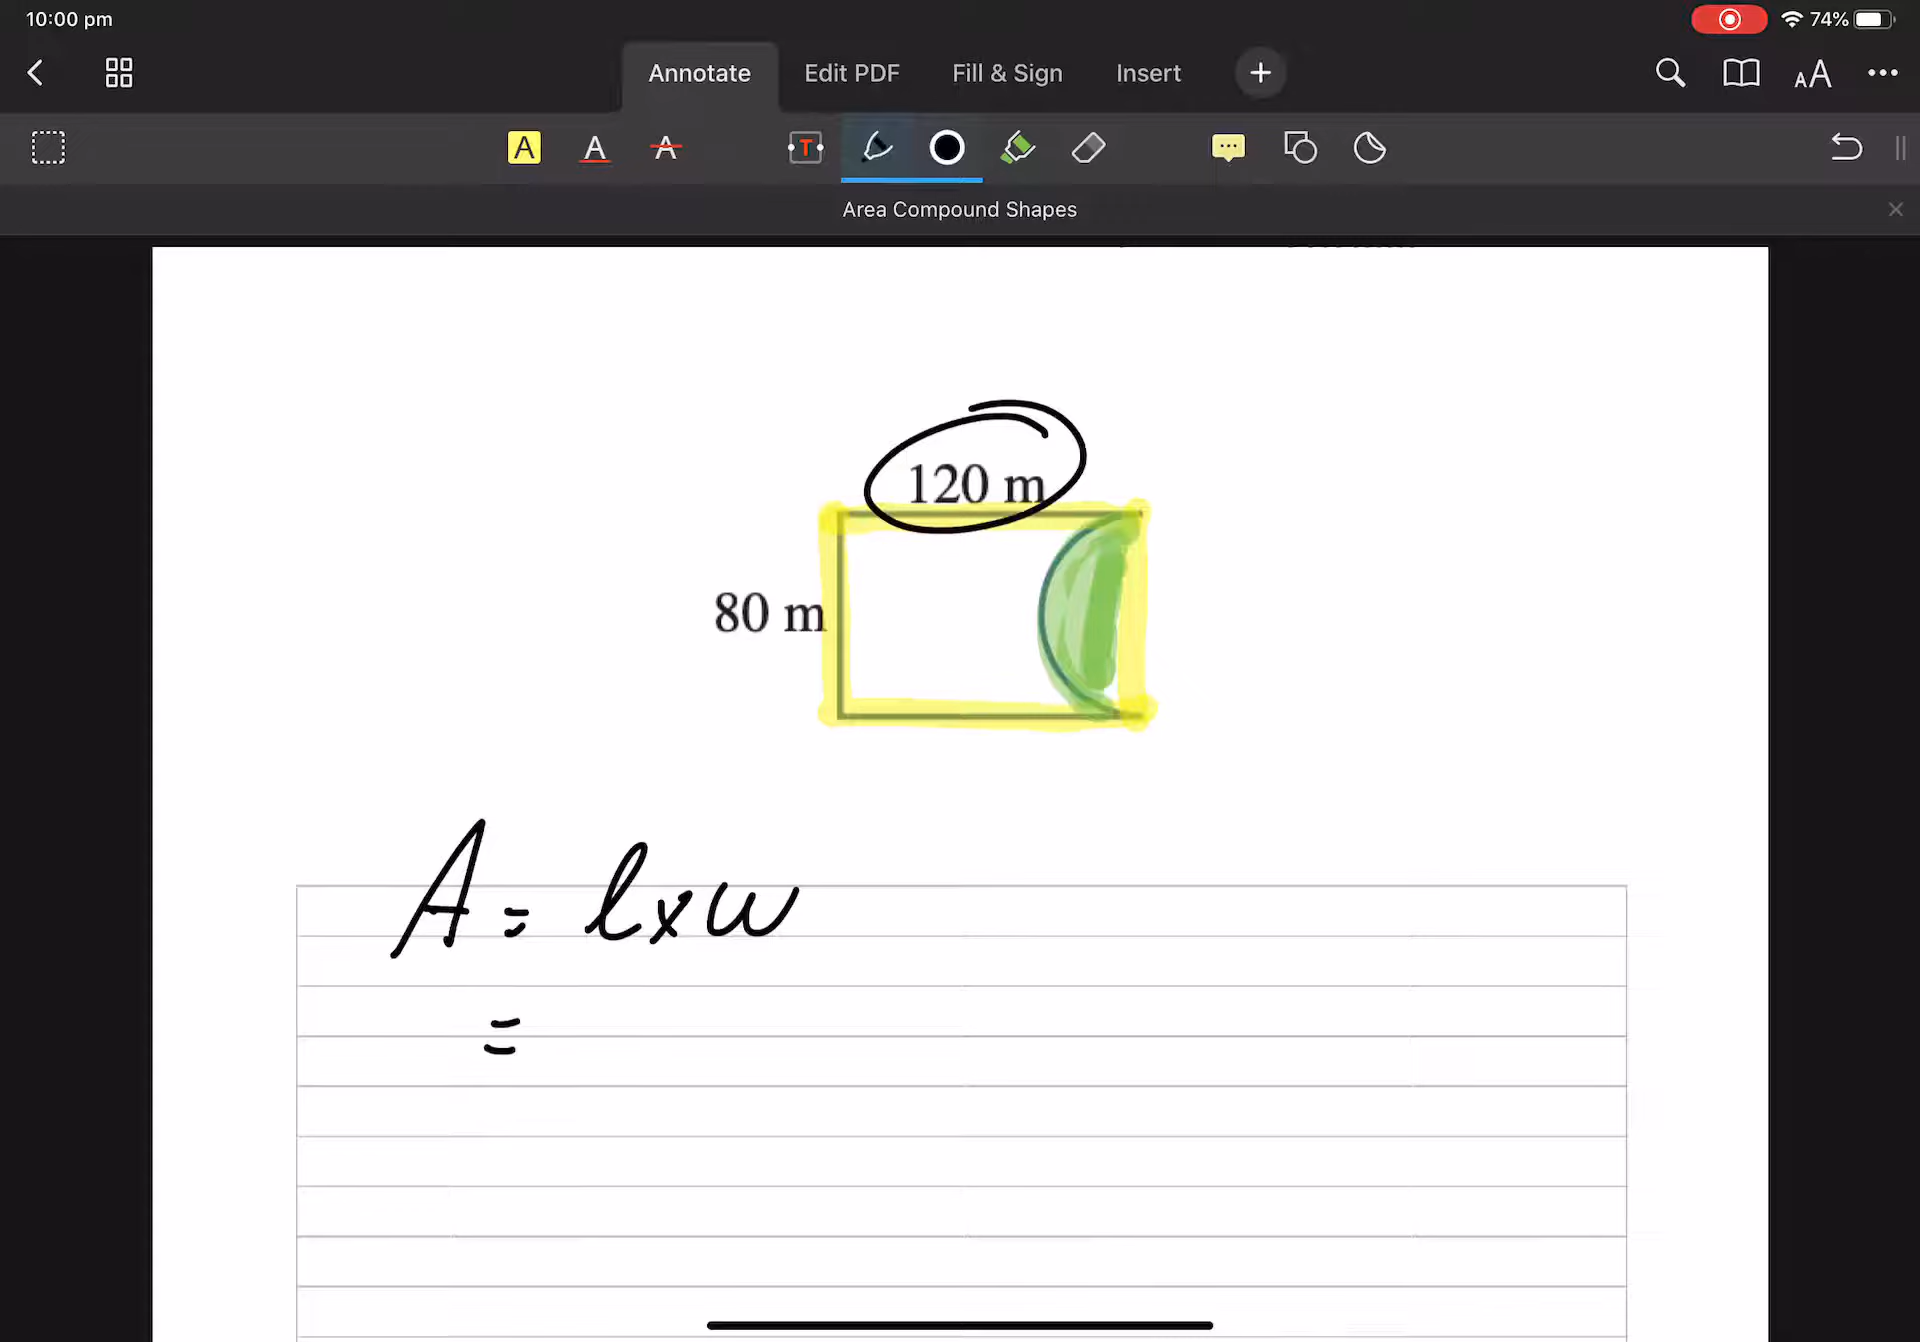 10:00 pm
74%
Annotate Edit PDF Fill & Sign Insert
A A A T
Area Compound Shapes
120 m
80 m
A = l x w
=